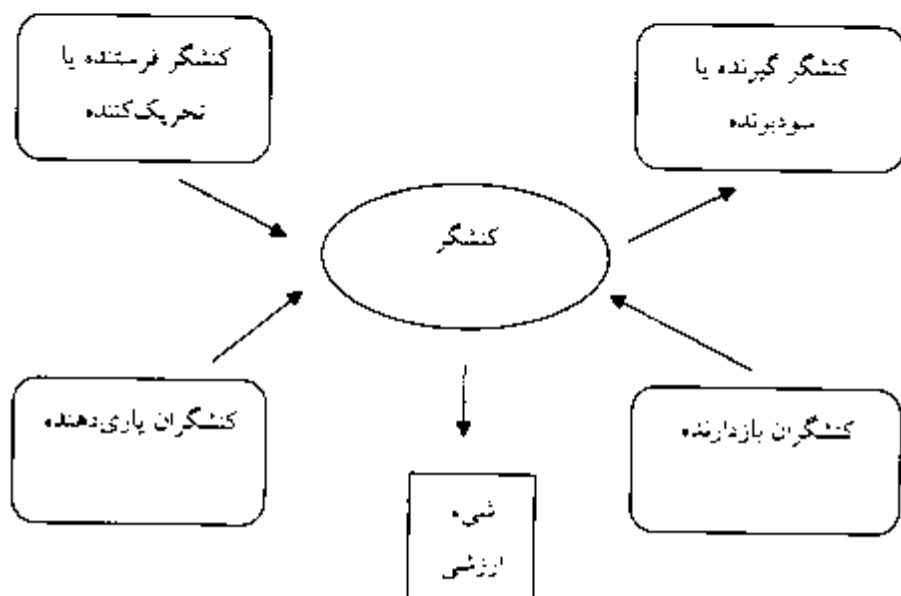 کنشگر فرستنده یا
تحریک‌کننده
کنشگر گیرنده یا
سودبرنده
کنشگر
کنشگران یاری‌دهنده
کنشگران بازدارنده
شیء
ارزشی